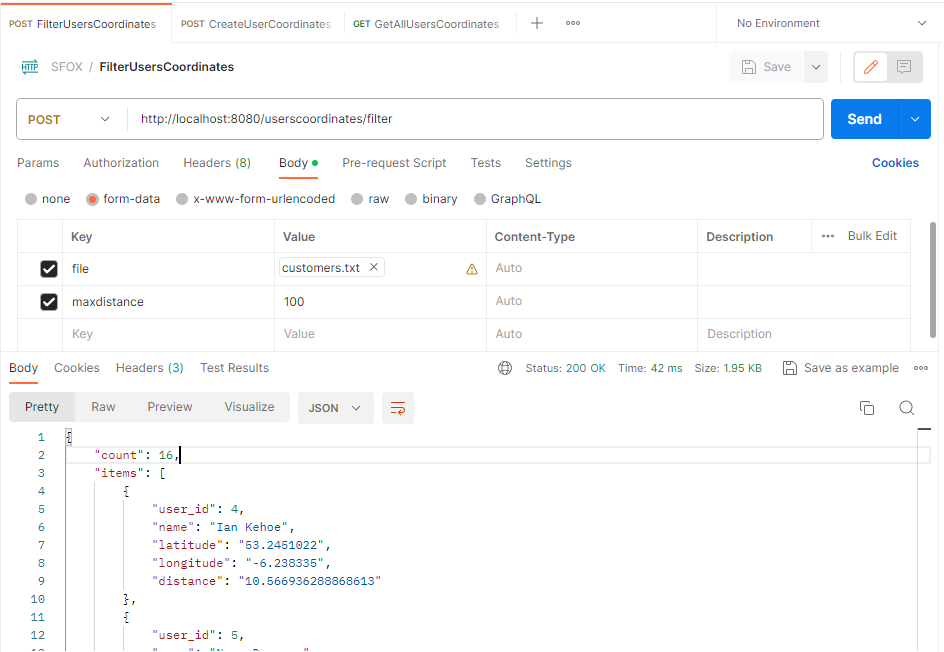 POST FilterUsersCoordinates POST CreateUserCoordinates GET GetAllUsersCoordinates No Environment
HTTP SFOX / FilterUsersCoordinates Save
POST http://localhost:8080/userscoordinates/filter Send
Params Authorization Headers (8) Body Pre-request Script Tests Settings Cookies
none form-data x-www-form-urlencoded raw binary GraphQL
Key Value Content-Type Description Bulk Edit
file customers.txt Auto
maxdistance 100 Auto
Key Value Auto Description
Body Cookies Headers (3) Test Results Status: 200 OK Time: 42 ms Size: 1.95 KB Save as example
Pretty Raw Preview Visualize JSON
1 {
2 "count": 16,
3 "items": [
4 {
5 "user_id": 4,
6 "name": "Ian Kehoe",
7 "latitude": "53.2451022",
8 "longitude": "-6.238335",
9 "distance": "10.566936288868613"
10 },
11 {
12 "user_id": 5,